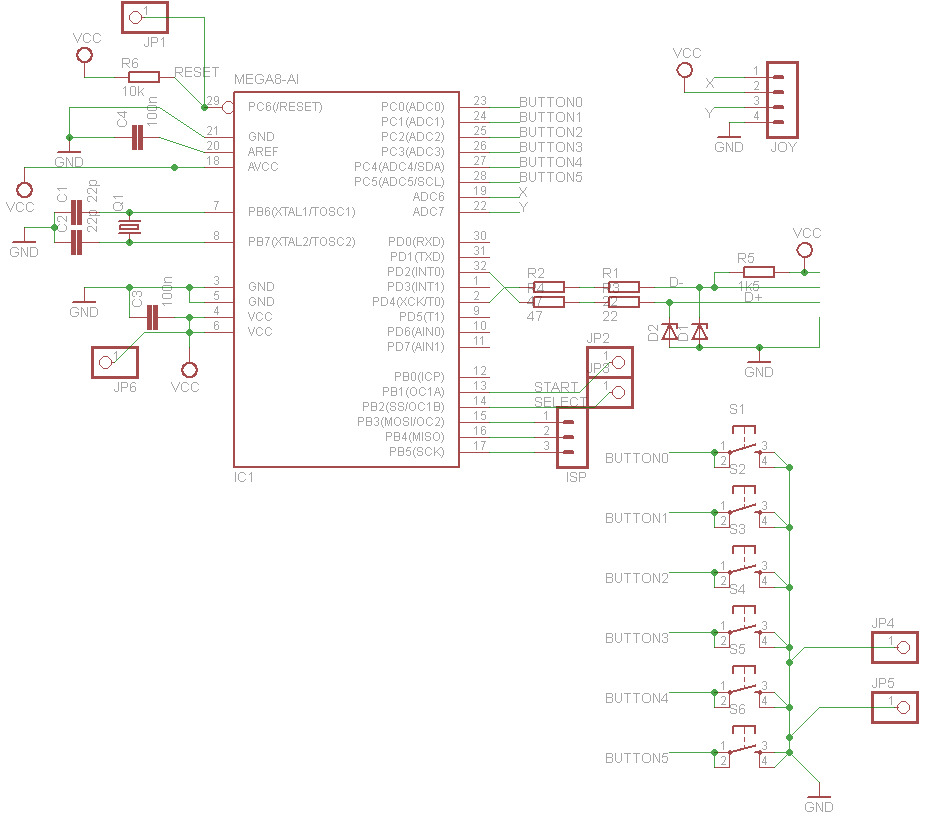 1
JP1
VCC
R6
10k
RESET
MEGA8-AI
C4
100n
GND
VCC
C1
22p
C2
22p
Q1
GND
GND
C3
100n
1
JP6
VCC
29 PC6(/RESET)
21 GND
20 AREF
18 AVCC
7 PB6(XTAL1/TOSC1)
8 PB7(XTAL2/TOSC2)
3 GND
5 GND
4 VCC
6 VCC
PC0(ADC0) 23 BUTTON0
PC1(ADC1) 24 BUTTON1
PC2(ADC2) 25 BUTTON2
PC3(ADC3) 26 BUTTON3
PC4(ADC4/SDA) 27 BUTTON4
PC5(ADC5/SCL) 28 BUTTON5
ADC6 19 X
ADC7 22 Y
PD0(RXD) 30
PD1(TXD) 31
PD2(INT0) 32
PD3(INT1) 1
PD4(XCK/T0) 2
PD5(T1) 9
PD6(AIN0) 10
PD7(AIN1) 11
PB0(ICP) 12
PB1(OC1A) 13 START
PB2(SS/OC1B) 14 SELECT
PB3(MOSI/OC2) 15 1
PB4(MISO) 16 2
PB5(SCK) 17 3
IC1
ISP
VCC
X 1
2
Y 3
4
GND
JOY
R2
R1
R4
47
R3
22
47
22
D-
D+
R5
1k5
VCC
D2
D1
GND
JP2
1
JP3
1
S1
BUTTON0 1 3
2 4
S2
BUTTON1 1 3
2 4
S3
BUTTON2 1 3
2 4
S4
BUTTON3 1 3
2 4
S5
BUTTON4 1 3
2 4
S6
BUTTON5 1 3
2 4
JP4
1
JP5
1
GND